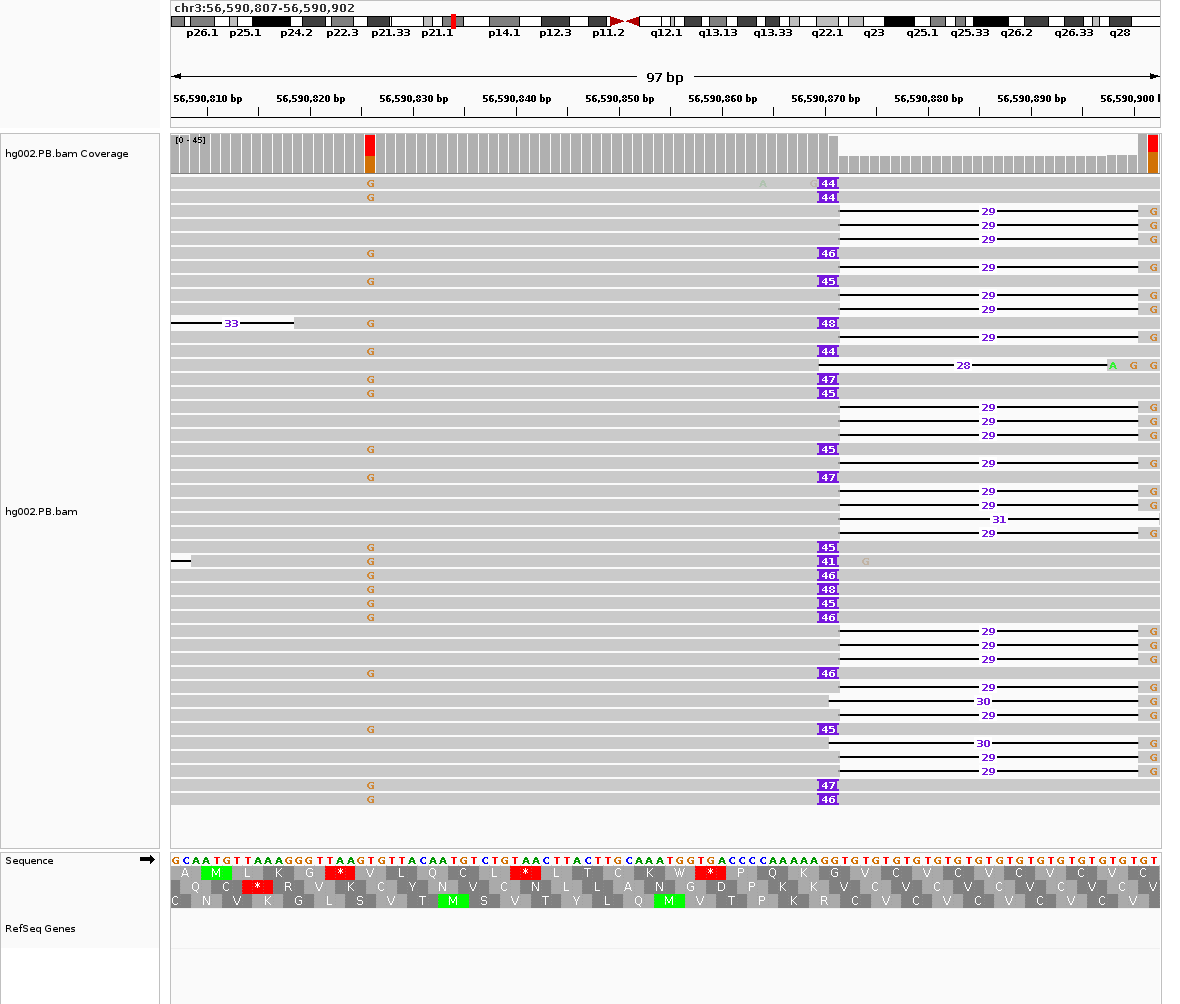 chr3:56,590,807-56,590,902
p26.1 p25.1 p24.2 p22.3 p21.33 p21.1 p14.1 p12.3 p11.2 q12.1 q13.13 q13.33 q22.1 q23 q25.1 q25.33 q26.2 q26.33 q28
97 bp
56,590,810 bp 56,590,820 bp 56,590,830 bp 56,590,840 bp 56,590,850 bp 56,590,860 bp 56,590,870 bp 56,590,880 bp 56,590,890 bp 56,590,900
hg002.PB.bam Coverage
[0 - 45]
G A 44
G 44
29 G
29 G
29 G
G 46
29 G
G 45
29 G
29 G
33 G 48
29 G
G 44
28 A G G
G 47
G 45
29 G
29 G
29 G
G 45
29 G
G 47
29 G
29 G
hg002.PB.bam
31
29 G
G 45
G 41 G
G 46
G 48
G 45
G 46
29 G
29 G
29 G
G 46
29 G
30 G
29 G
G 45
30 G
29 G
29 G
G 47
G 46
Sequence
GCAATGTTAAAGGGTTAAGTGTTACAATGTCTGTAACTTACTTGCAAATGGTGACCCCAAAAAGGTGTGTGTGTGTGTGTGTGTGTGTGTGTGTGT
A M L K G * V L Q C L * L T C K W * P Q K G V C V C V C V C V C
Q C * R V K C Y N V C N L L A N G D P K K V C V C V C V C V C V
C N V K G L S V T M S V T Y L Q M V T P K R C V C V C V C V C V
RefSeq Genes